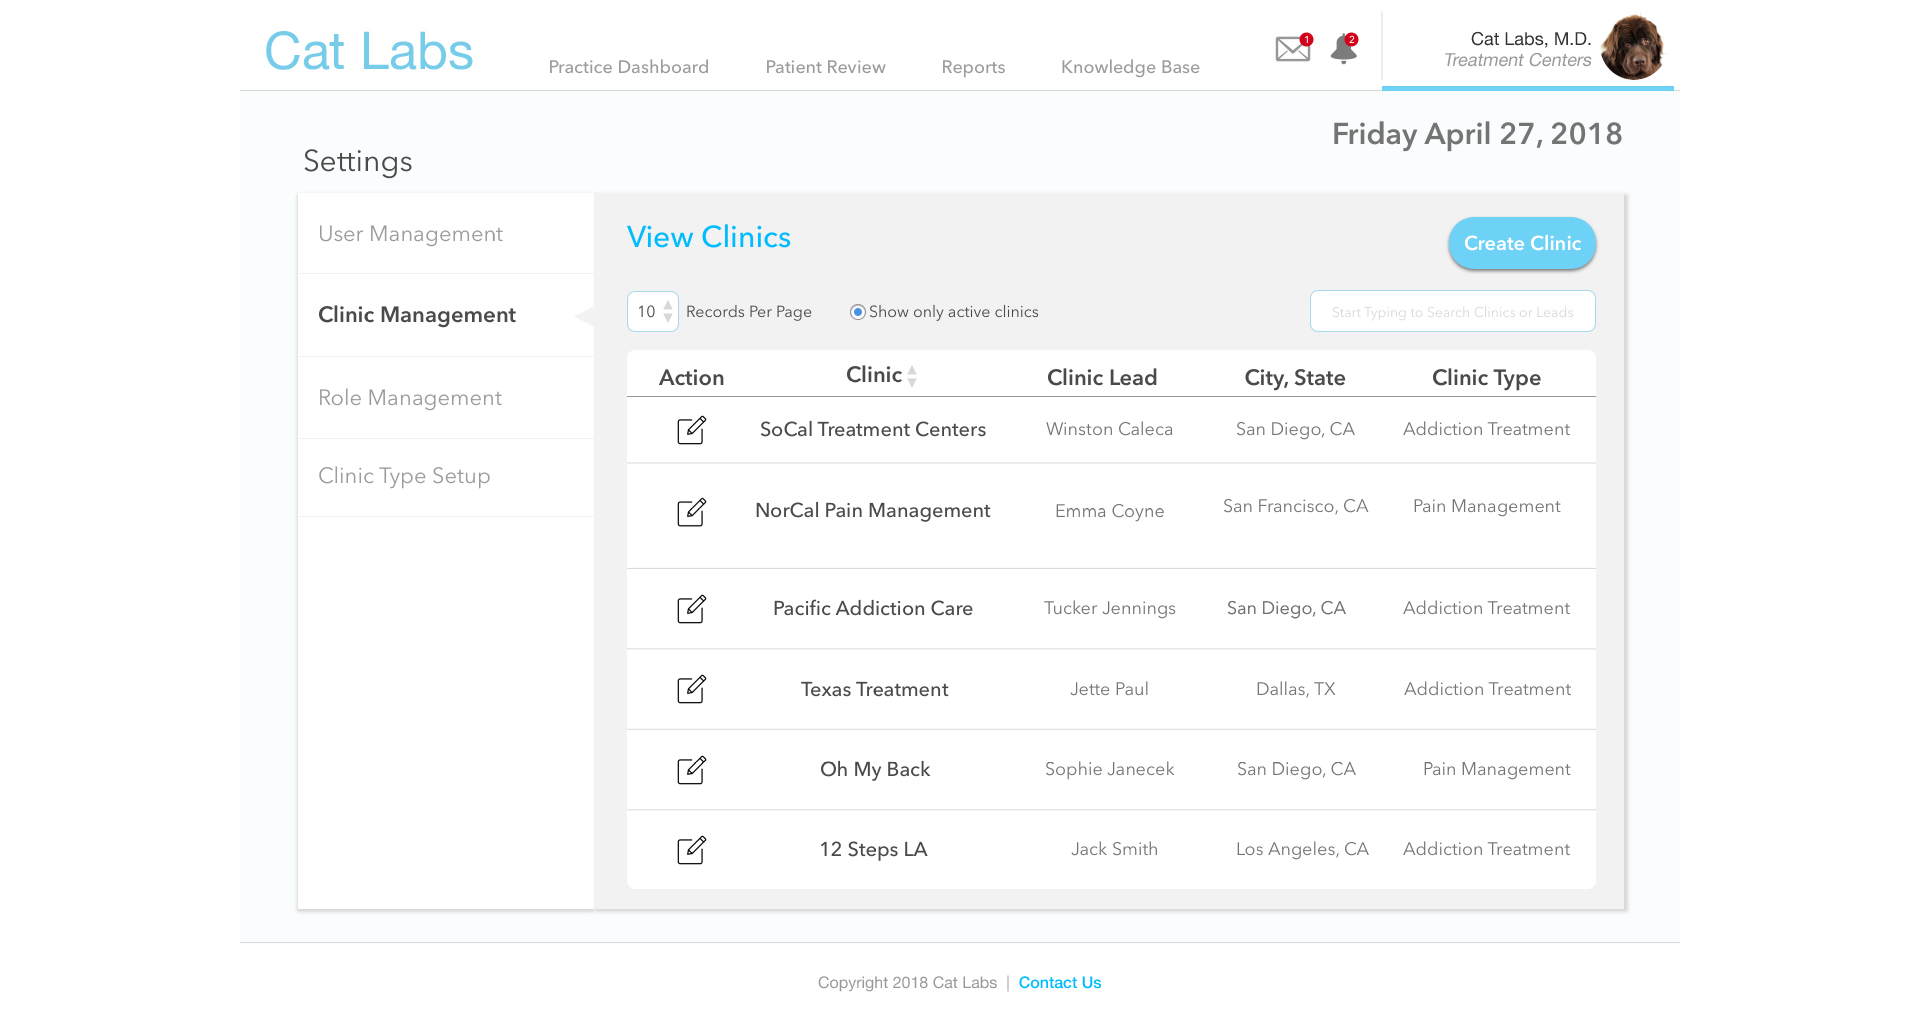 Cat Labs
Practice Dashboard
Patient Review
Reports
Knowledge Base
1
2
Cat Labs, M.D.
Treatment Centers
Friday April 27, 2018
Settings
User Management
Clinic Management
Role Management
Clinic Type Setup
View Clinics
Create Clinic
10 Records Per Page
Show only active clinics
Start Typing to Search Clinics or Leads
Action Clinic Clinic Lead City, State Clinic Type
SoCal Treatment Centers Winston Caleca San Diego, CA Addiction Treatment
NorCal Pain Management Emma Coyne San Francisco, CA Pain Management
Pacific Addiction Care Tucker Jennings San Diego, CA Addiction Treatment
Texas Treatment Jette Paul Dallas, TX Addiction Treatment
Oh My Back Sophie Janecek San Diego, CA Pain Management
12 Steps LA Jack Smith Los Angeles, CA Addiction Treatment
Copyright 2018 Cat Labs | Contact Us